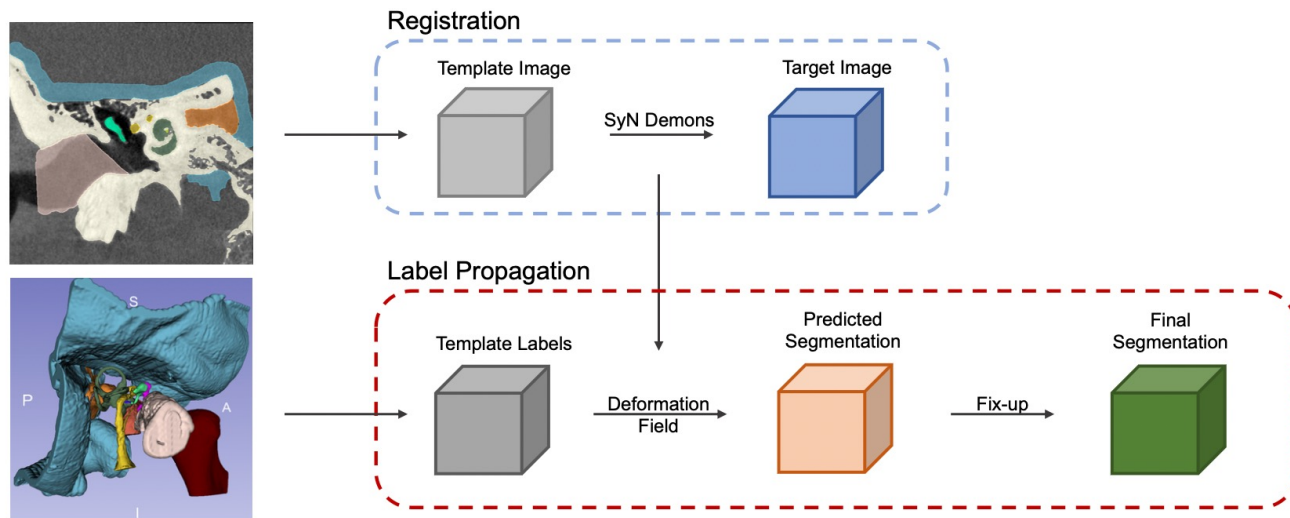 Registration
Template Image
Target Image
SyN Demons
Label Propagation
Template Labels
Predicted
Segmentation
Final
Segmentation
Deformation
Field
Fix-up
S
P
A
I